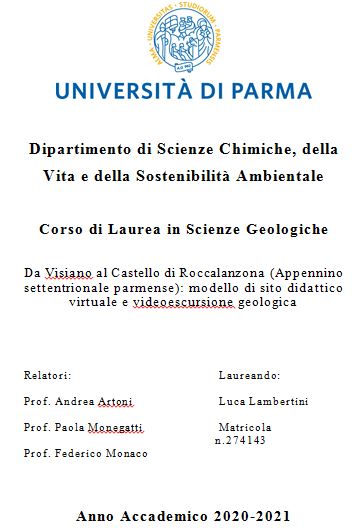 ALMA · UNIVERSITAS · STUDIORUM · PARMENSIS
A.D. 962
UNIVERSITÀ DI PARMA
Dipartimento di Scienze Chimiche, della
Vita e della Sostenibilità Ambientale
Corso di Laurea in Scienze Geologiche
Da Visiano al Castello di Roccalanzona (Appennino
settentrionale parmense): modello di sito didattico
virtuale e videoescursione geologica
Relatori: Laureando:
Prof. Andrea Artoni Luca Lambertini
Prof. Paola Monegatti Matricola
n.274143
Prof. Federico Monaco
Anno Accademico 2020-2021